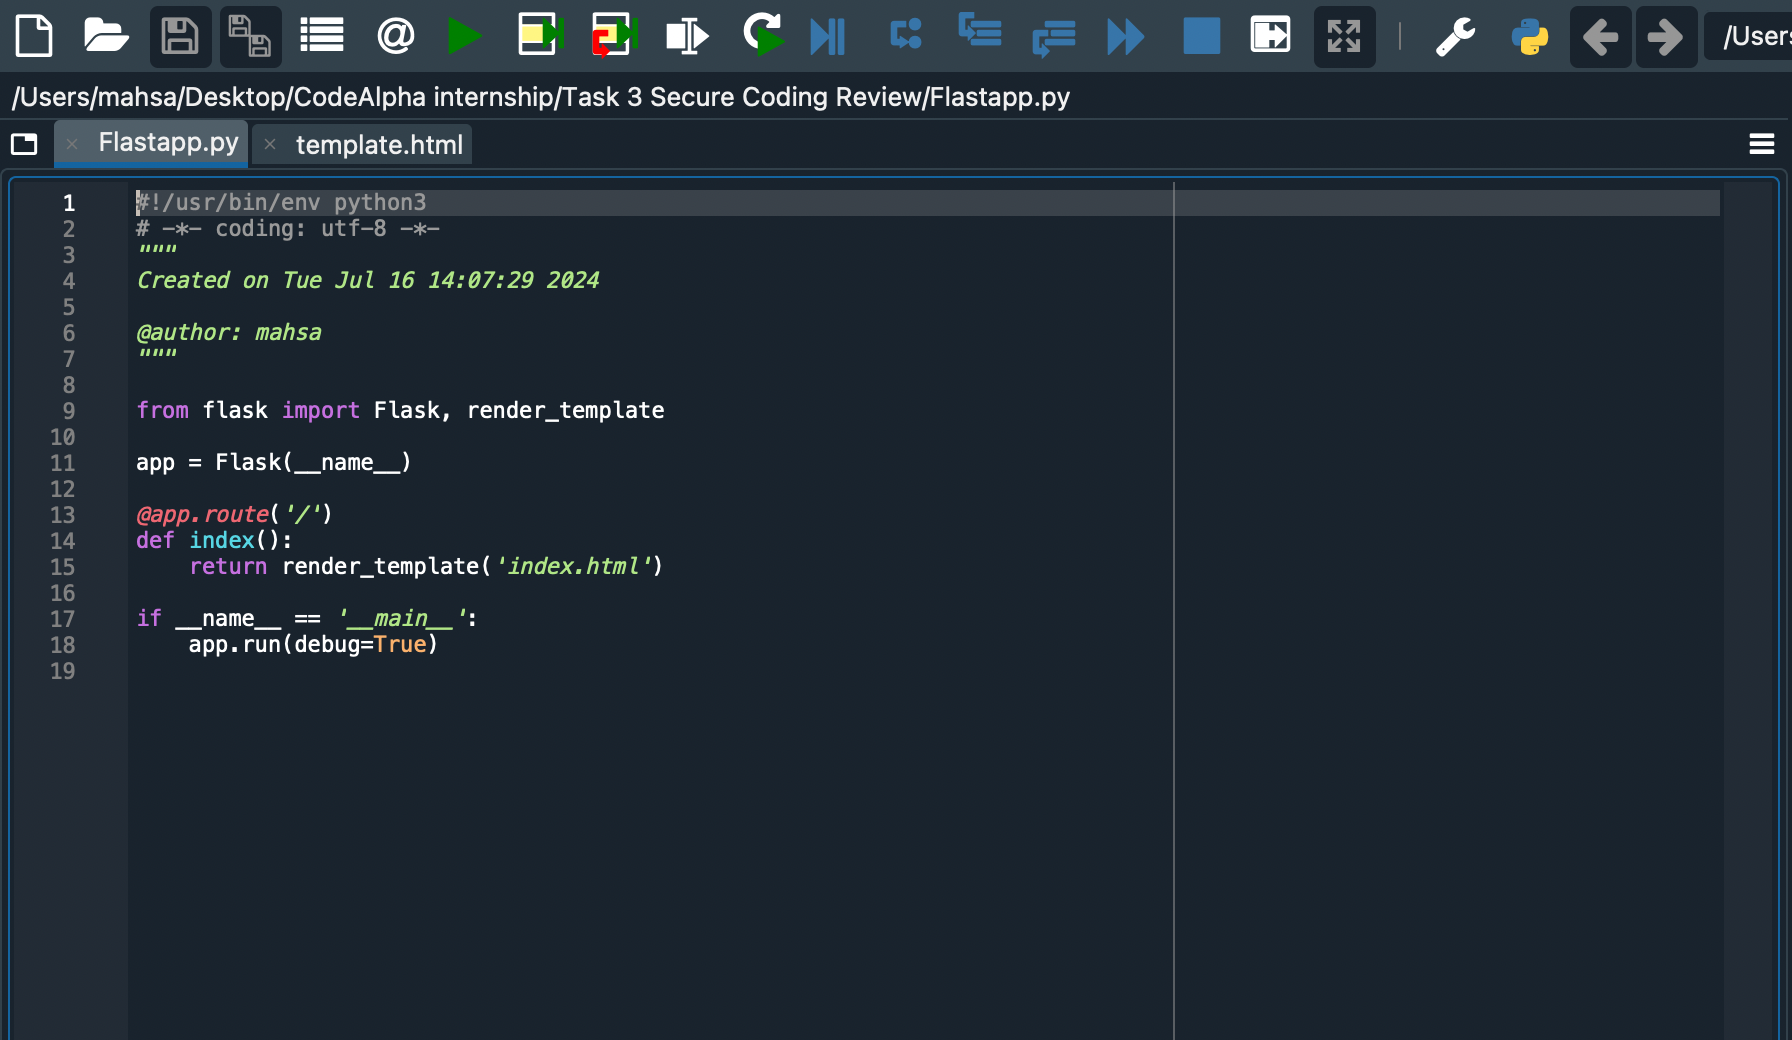 @
/Users
/Users/mahsa/Desktop/CodeAlpha internship/Task 3 Secure Coding Review/Flastapp.py
× Flastapp.py × template.html
1 #!/usr/bin/env python3
2 # -*- coding: utf-8 -*-
3 """
4 Created on Tue Jul 16 14:07:29 2024
5
6 @author: mahsa
7 """
8
9 from flask import Flask, render_template
10
11 app = Flask(__name__)
12
13 @app.route('/')
14 def index():
15     return render_template('index.html')
16
17 if __name__ == '__main__':
18     app.run(debug=True)
19